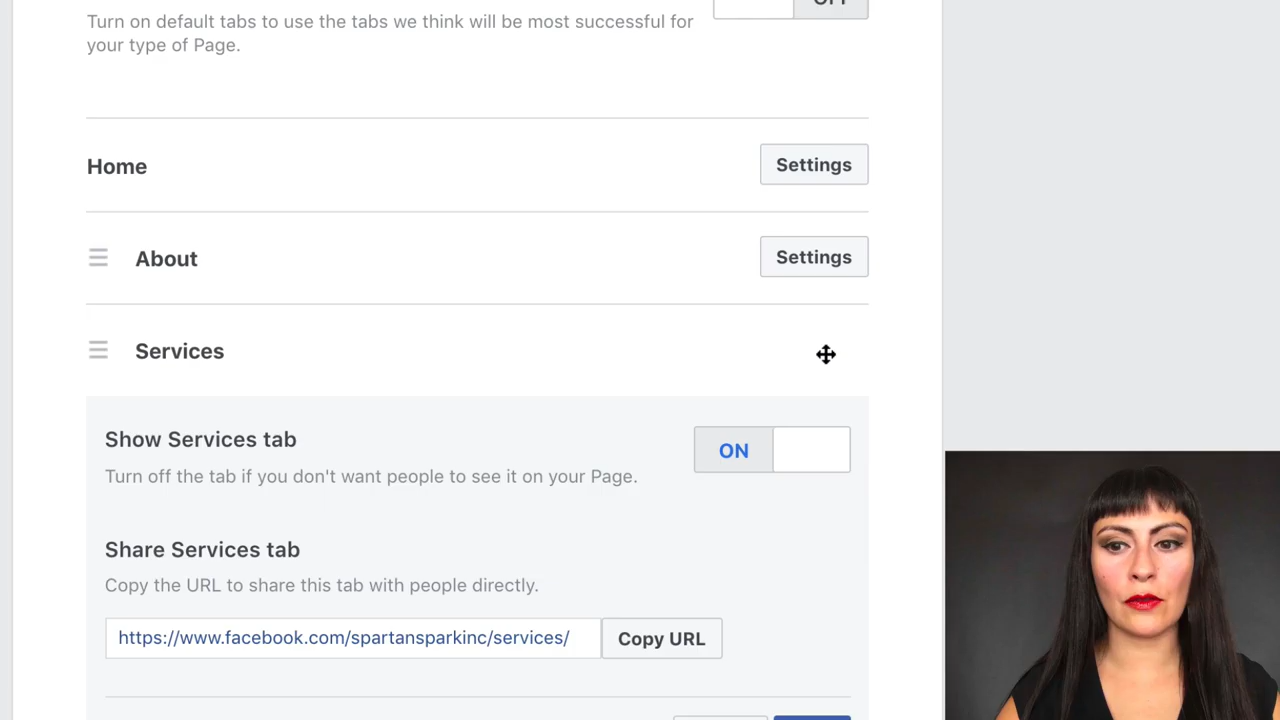 Turn on default tabs to use the tabs we think will be most successful for
OFF
your type of Page.
Home
Settings
About
Settings
Services
Show Services tab
ON
Turn off the tab if you don't want people to see it on your Page.
Share Services tab
Copy the URL to share this tab with people directly.
https://www.facebook.com/spartansparkinc/services/
Copy URL